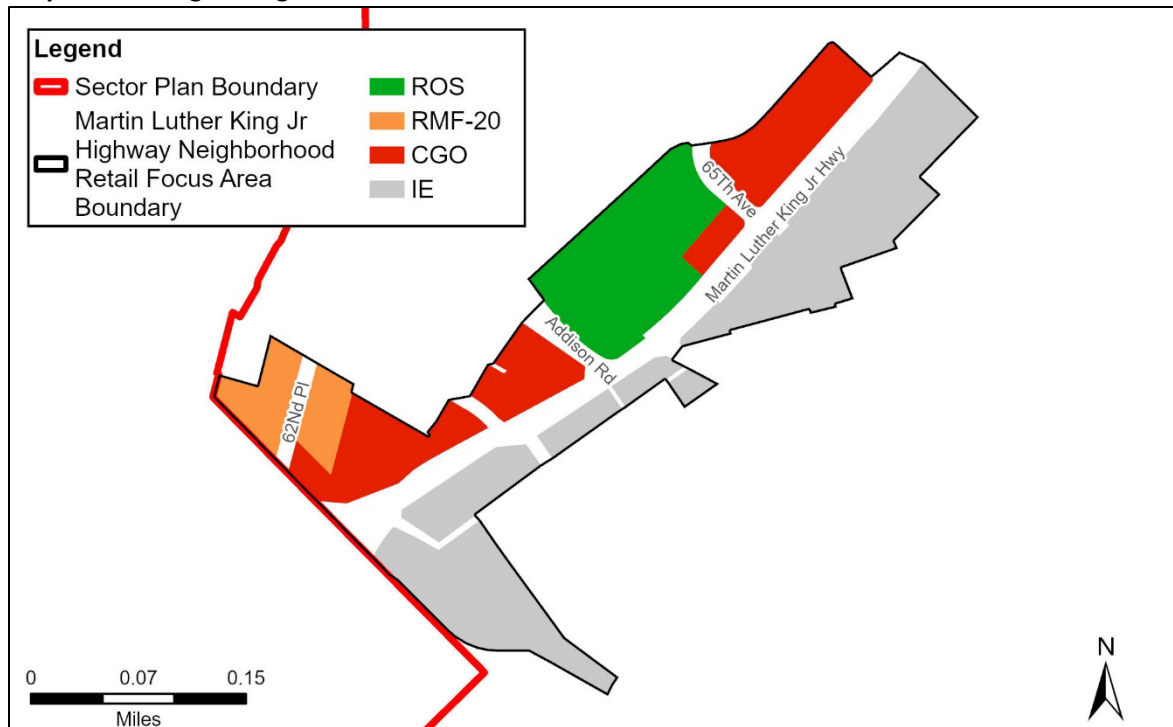 Legend
Sector Plan Boundary
Martin Luther King Jr
Highway Neighborhood
Retail Focus Area
Boundary
ROS
RMF-20
CGO
IE
65Th Ave
Martin Luther King Jr Hwy
Addison Rd
62Nd Pl
0 0.07 0.15
Miles
N